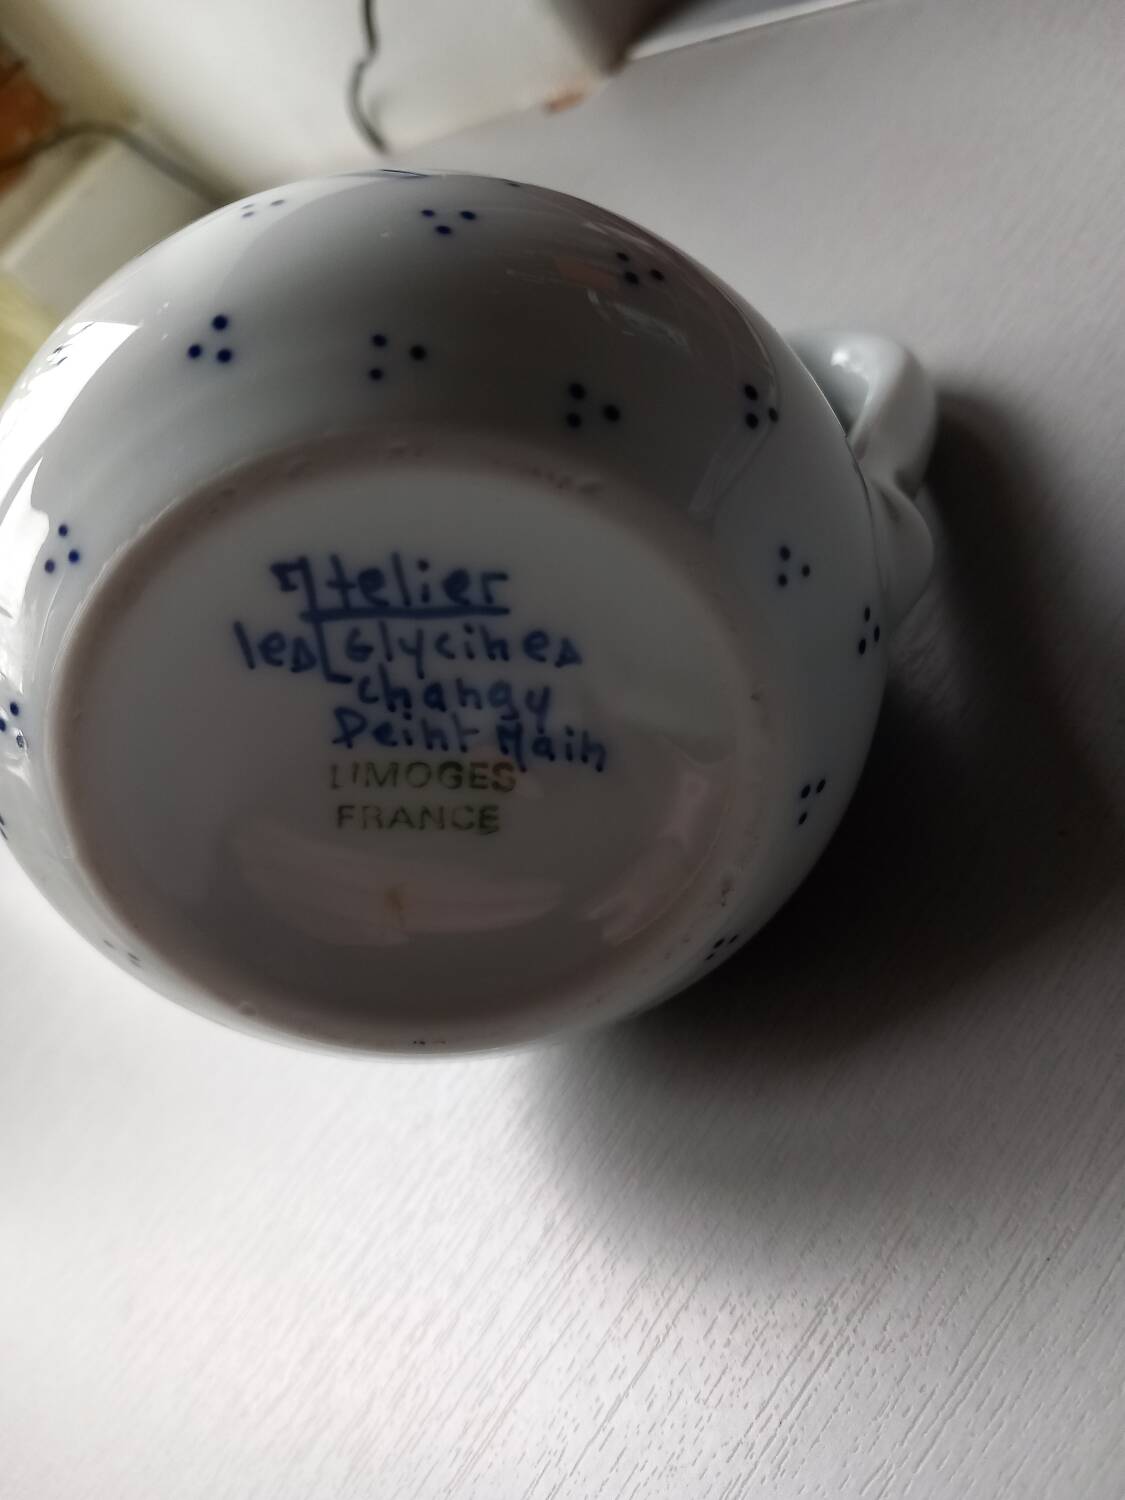 Atelier
les Glycines
changy
Peint Main
LIMOGES
FRANCE